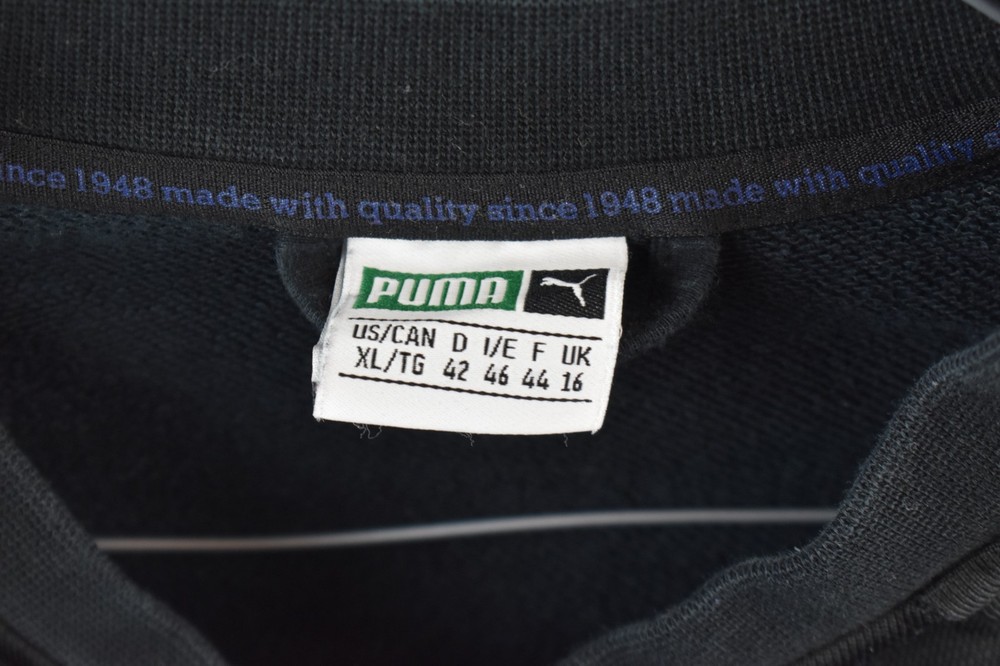 ince 1948 made with quality since 1948 made with quality s
PUMA
US/CAN D I/E F UK
XL/TG 42 46 44 16